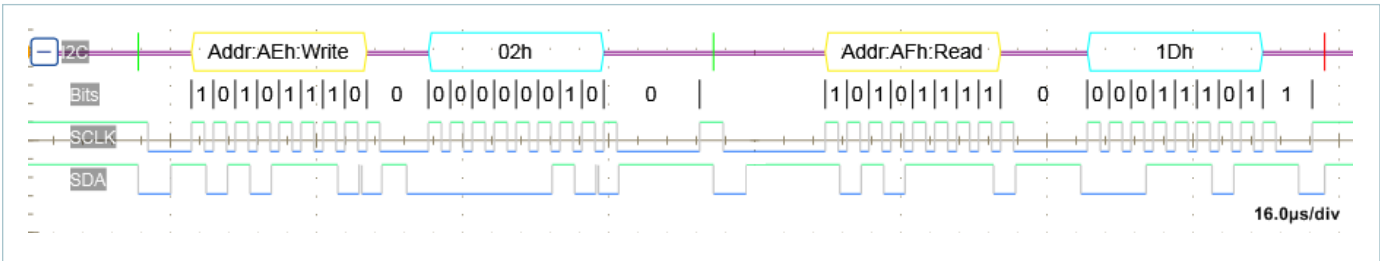 I2C Addr:AEh:Write 02h Addr:AFh:Read 1Dh
Bits 1 0 1 0 1 1 1 0 0 0 0 0 0 0 0 1 0 0 1 0 1 0 1 1 1 1 0 0 0 0 1 1 1 0 1 1
SCLK
SDA
16.0µs/div